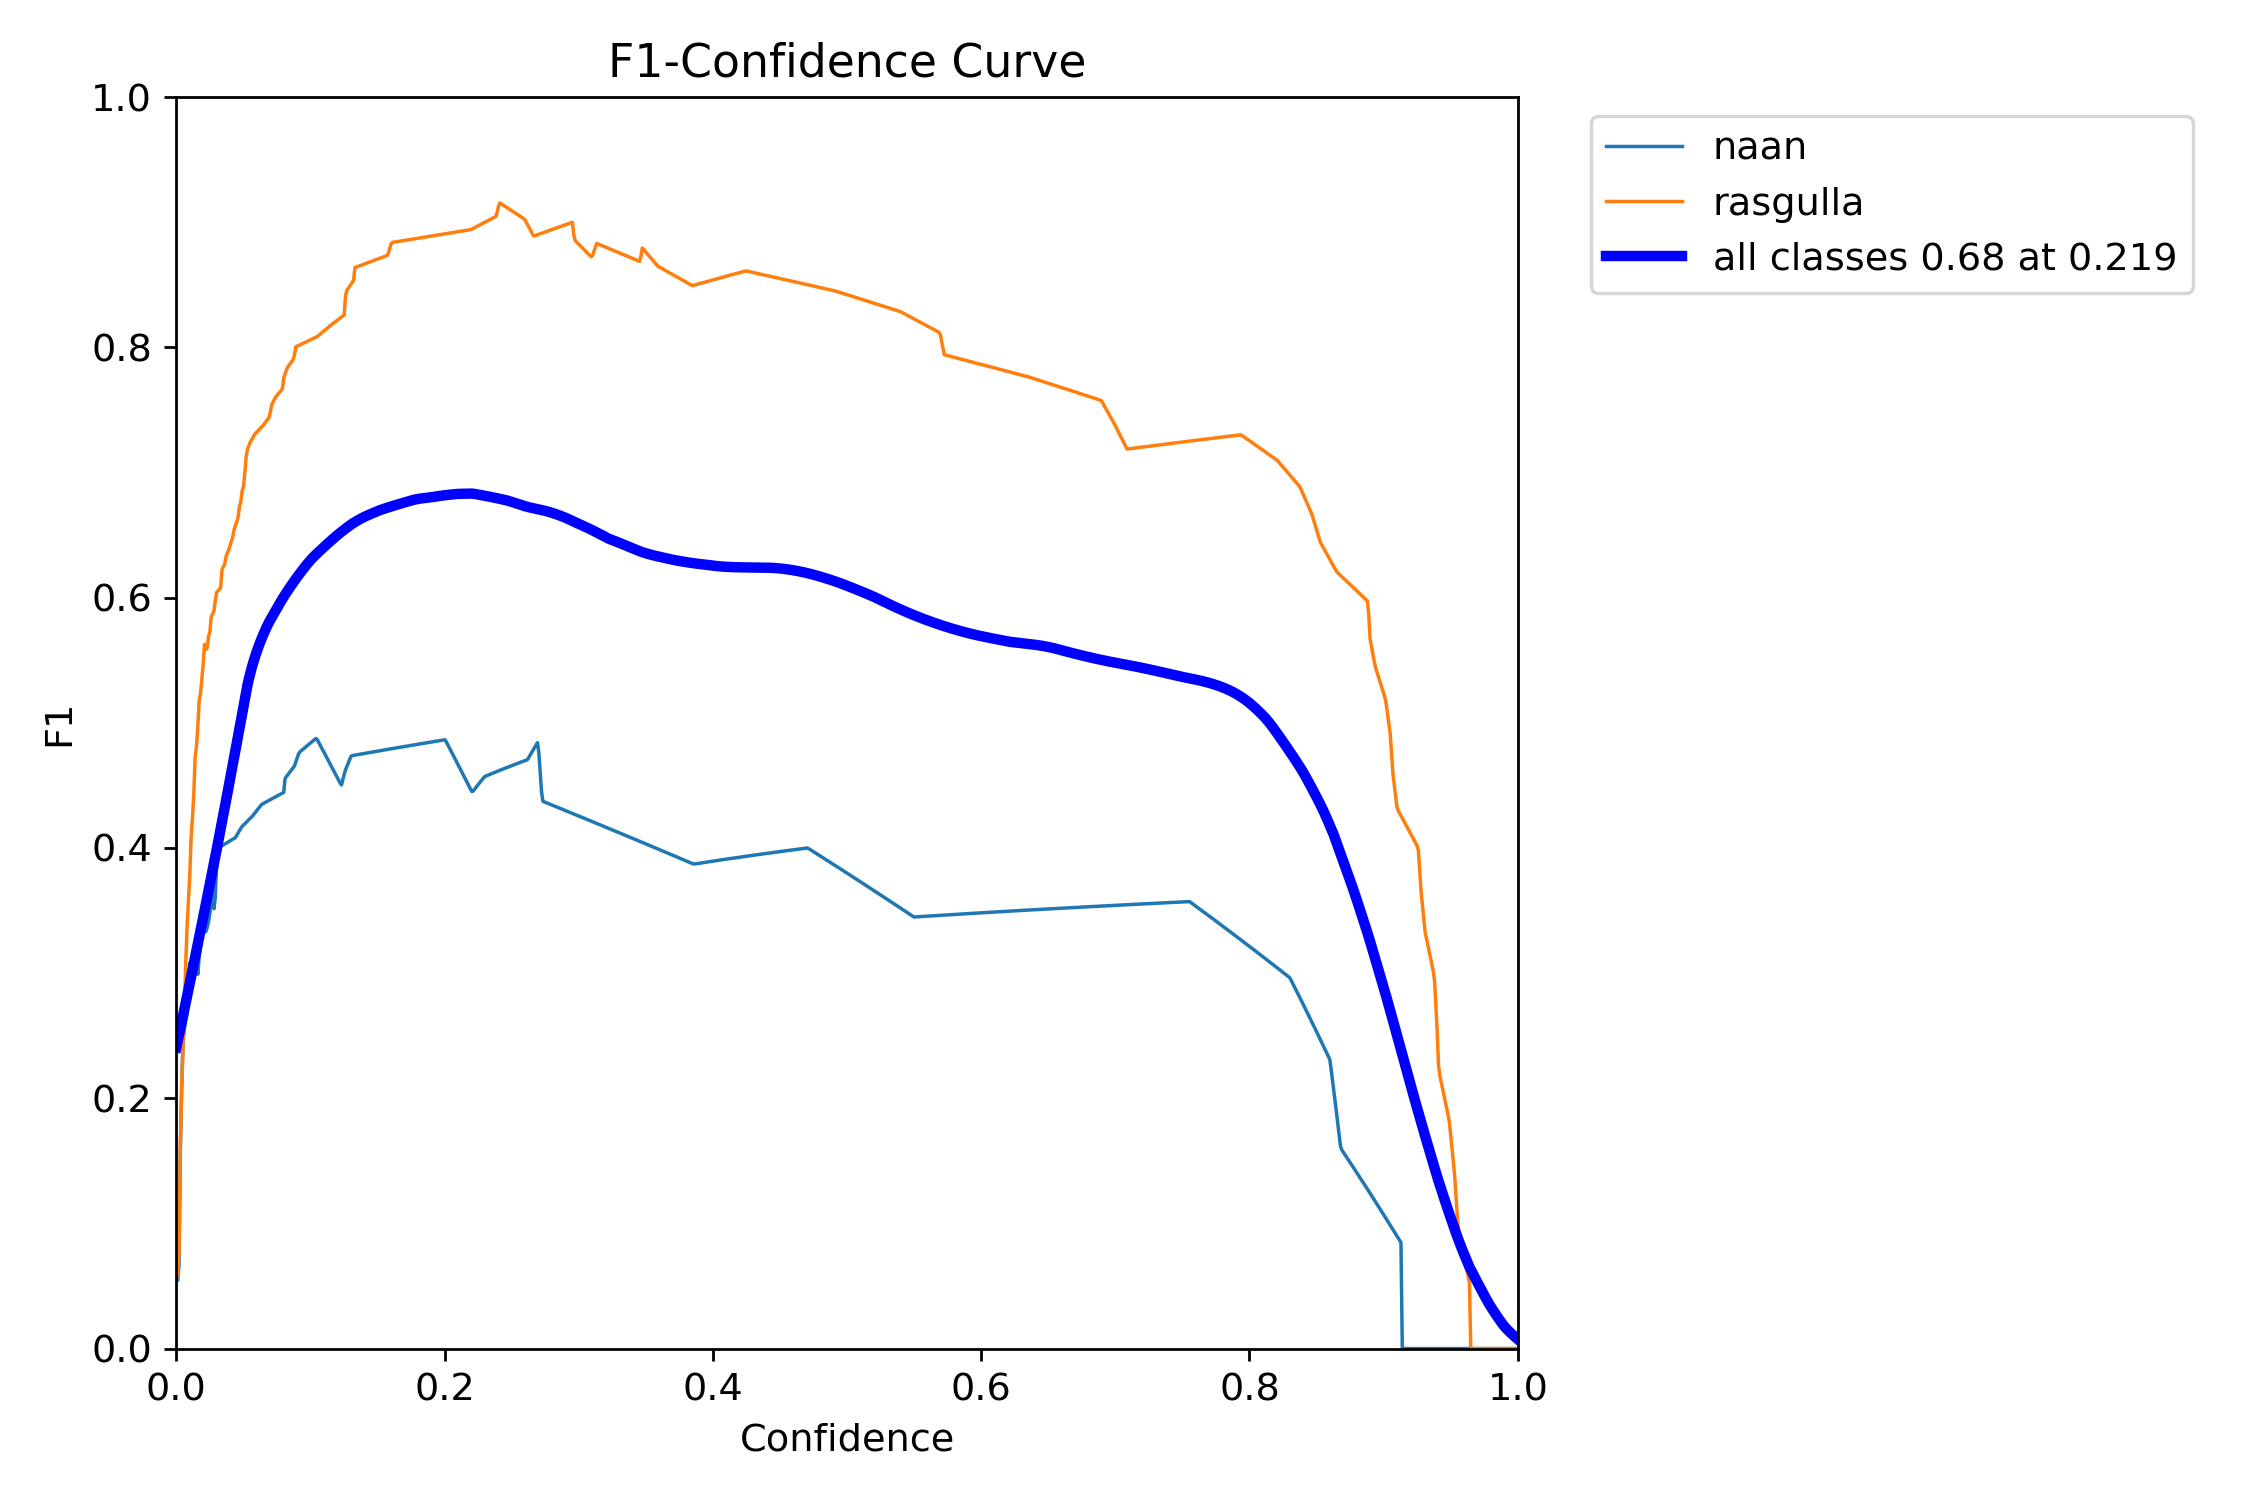 F1-Confidence Curve
1.0
0.8
0.6
0.4
0.2
0.0
F1
0.0 0.2 0.4 0.6 0.8 1.0
Confidence
naan
rasgulla
all classes 0.68 at 0.219